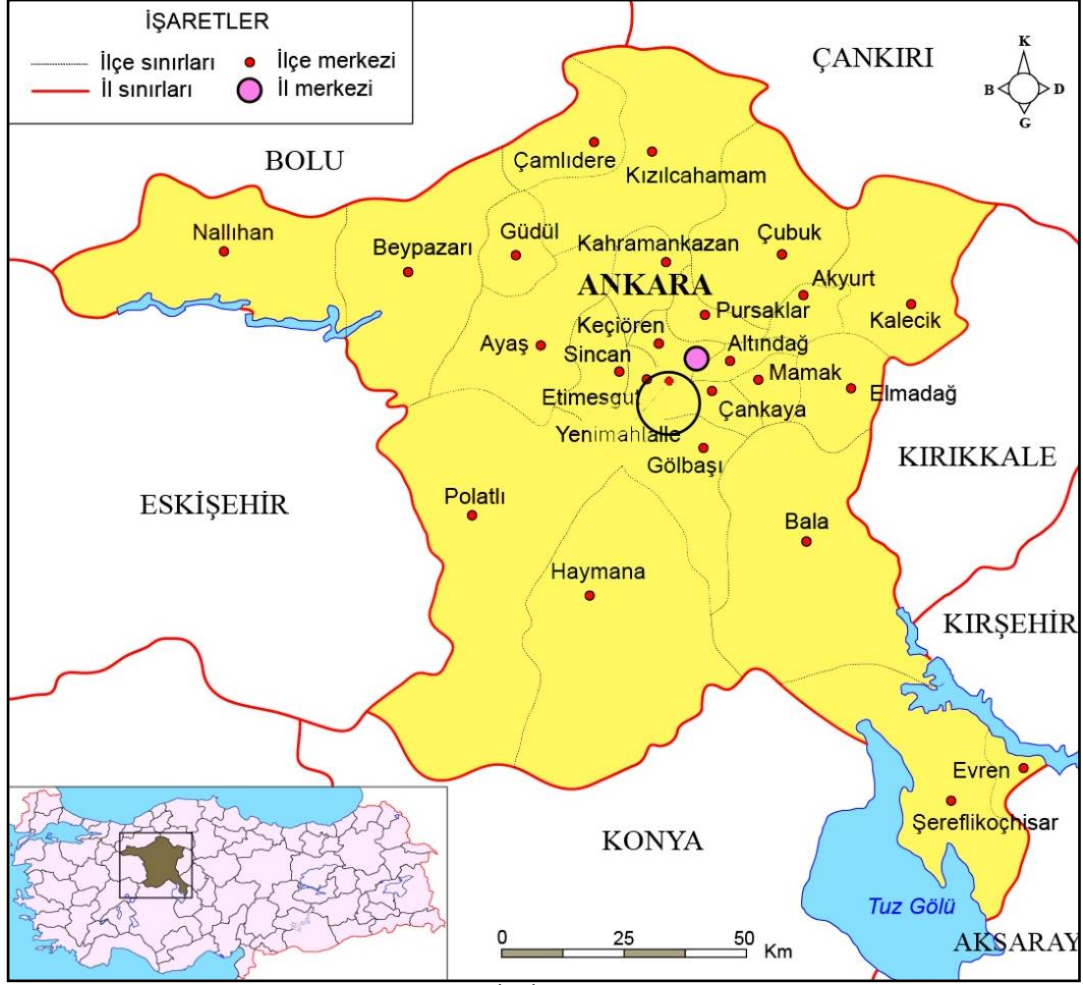 İŞARETLER
İlçe sınırları
İlçe merkezi
İl sınırları
İl merkezi
ÇANKIRI
K
B
D
G
BOLU
Çamlıdere
Kızılcahamam
Nallıhan
Beypazarı
Güdül
Kahramankazan
Çubuk
ANKARA
Akyurt
Pursaklar
Kalecik
Keçiören
Ayaş
Sincan
Altındağ
Mamak
Elmadağ
Etimesgut
Çankaya
Yenimahlalle
Gölbaşı
KIRIKKALE
ESKİŞEHİR
Polatlı
Bala
Haymana
KIRŞEHİR
Evren
Şereflikoçhisar
KONYA
Tuz Gölü
0 25 50 Km
AKSARAY